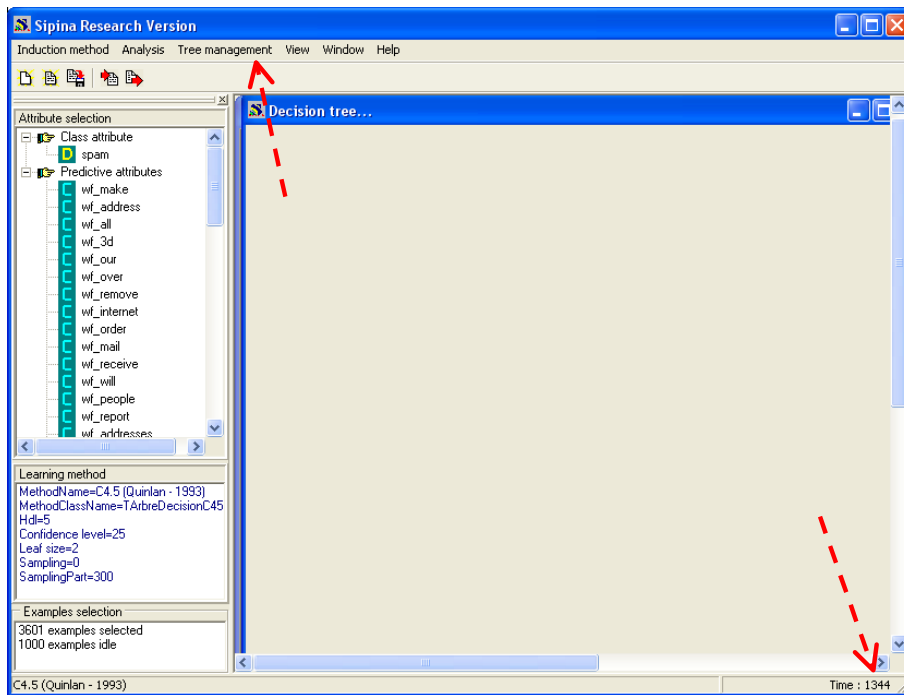 Sipina Research Version
Induction method Analysis Tree management View Window Help
Attribute selection
Class attribute
spam
Predictive attributes
wf_make
wf_address
wf_all
wf_3d
wf_our
wf_over
wf_remove
wf_internet
wf_order
wf_mail
wf_receive
wf_will
wf_people
wf_report
wf_addresses
Learning method
MethodName=C4.5 (Quinlan - 1993)
MethodClassName=TArbreDecisionC45
Hdl=5
Confidence level=25
Leaf size=2
Sampling=0
SamplingPart=300
Examples selection
3601 examples selected
1000 examples idle
Decision tree...
C4.5 (Quinlan - 1993)
Time : 1344